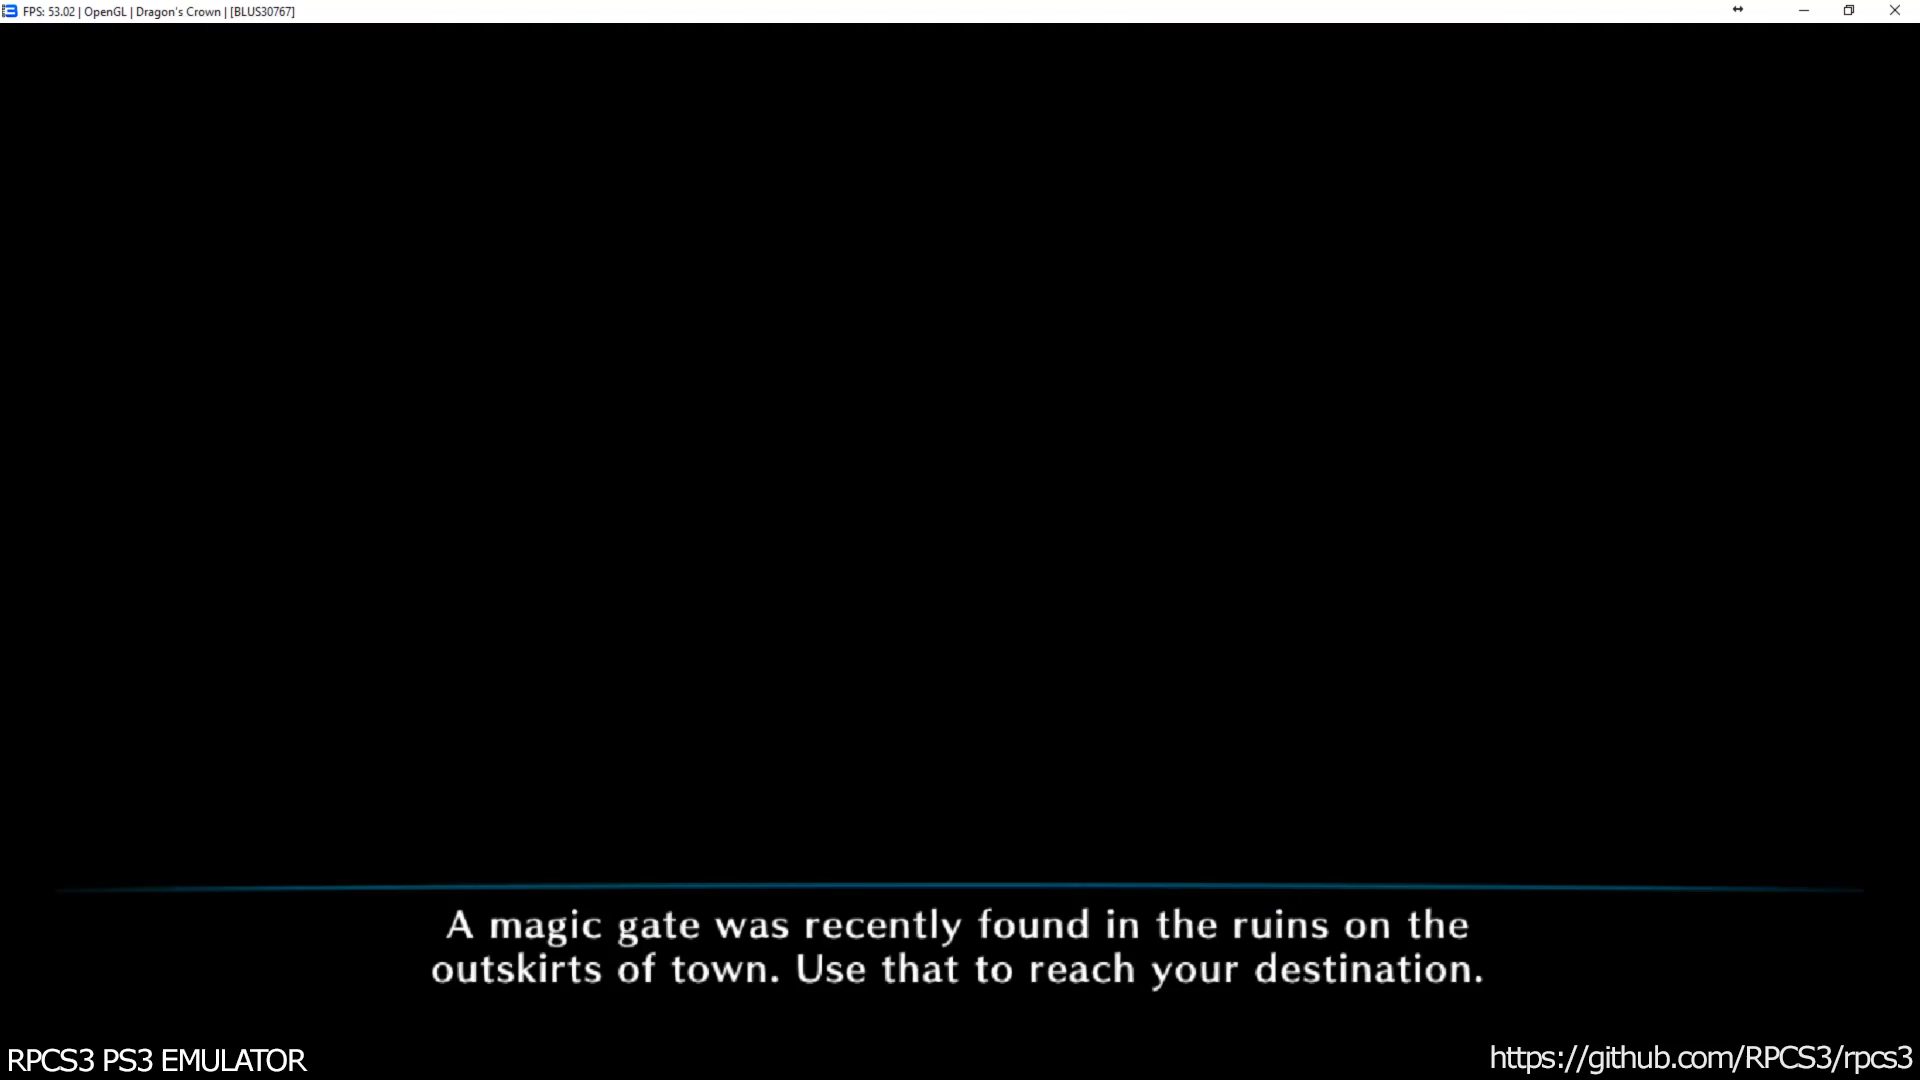 FPS: 53.02 | OpenGL | Dragon's Crown | [BLUS30767]
A magic gate was recently found in the ruins on the
outskirts of town. Use that to reach your destination.
RPCS3 PS3 EMULATOR
https://github.com/RPCS3/rpcs3